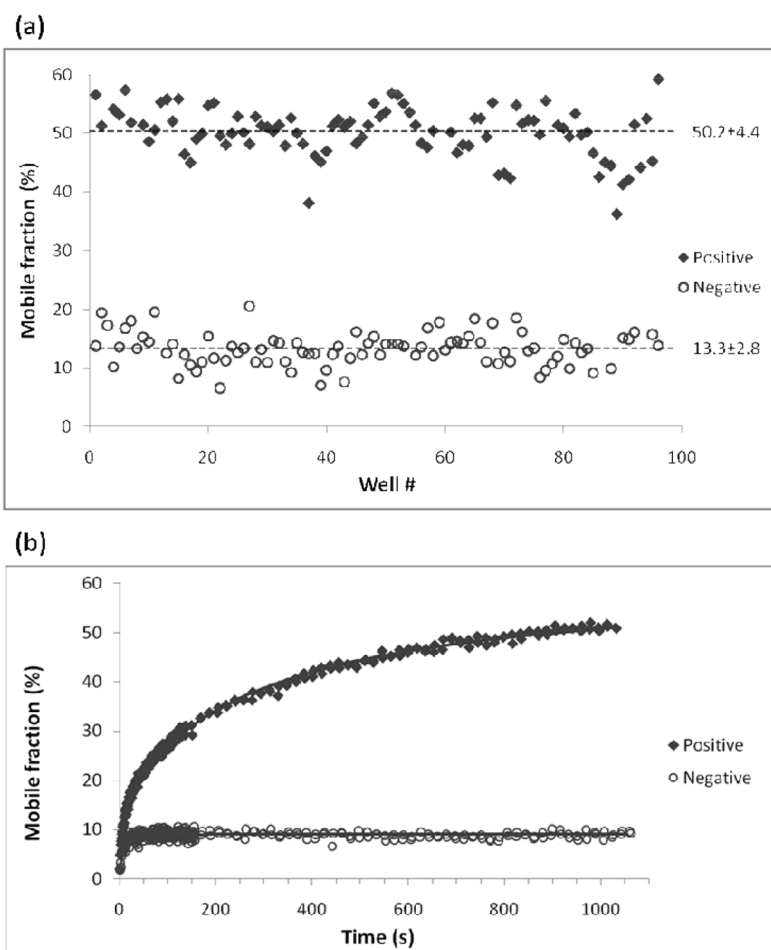 (a)
60
50
40
30
20
10
0
0 20 40 60 80 100
Mobile fraction (%)
Well #
50.2±4.4
13.3±2.8
Positive
Negative
(b)
60
50
40
30
20
10
0
0 200 400 600 800 1000
Mobile fraction (%)
Time (s)
Positive
Negative